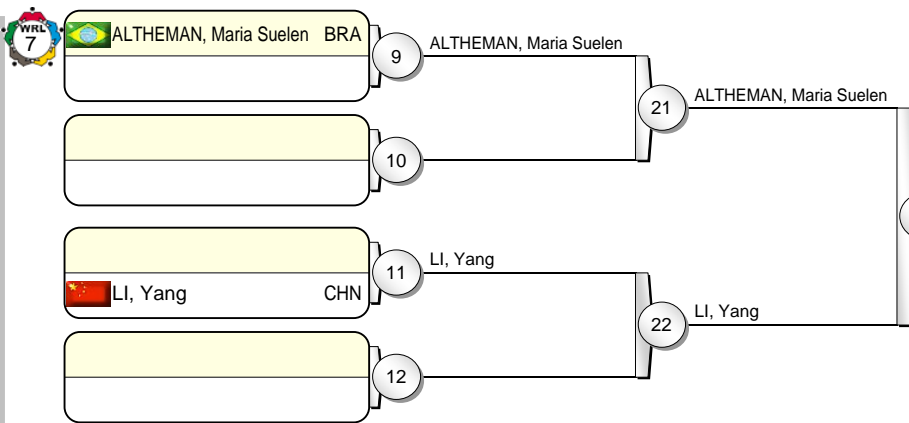 WRL
7
ALTHEMAN, Maria Suelen BRA
9
ALTHEMAN, Maria Suelen
21
ALTHEMAN, Maria Suelen
10
11
LI, Yang
LI, Yang CHN
22
LI, Yang
12